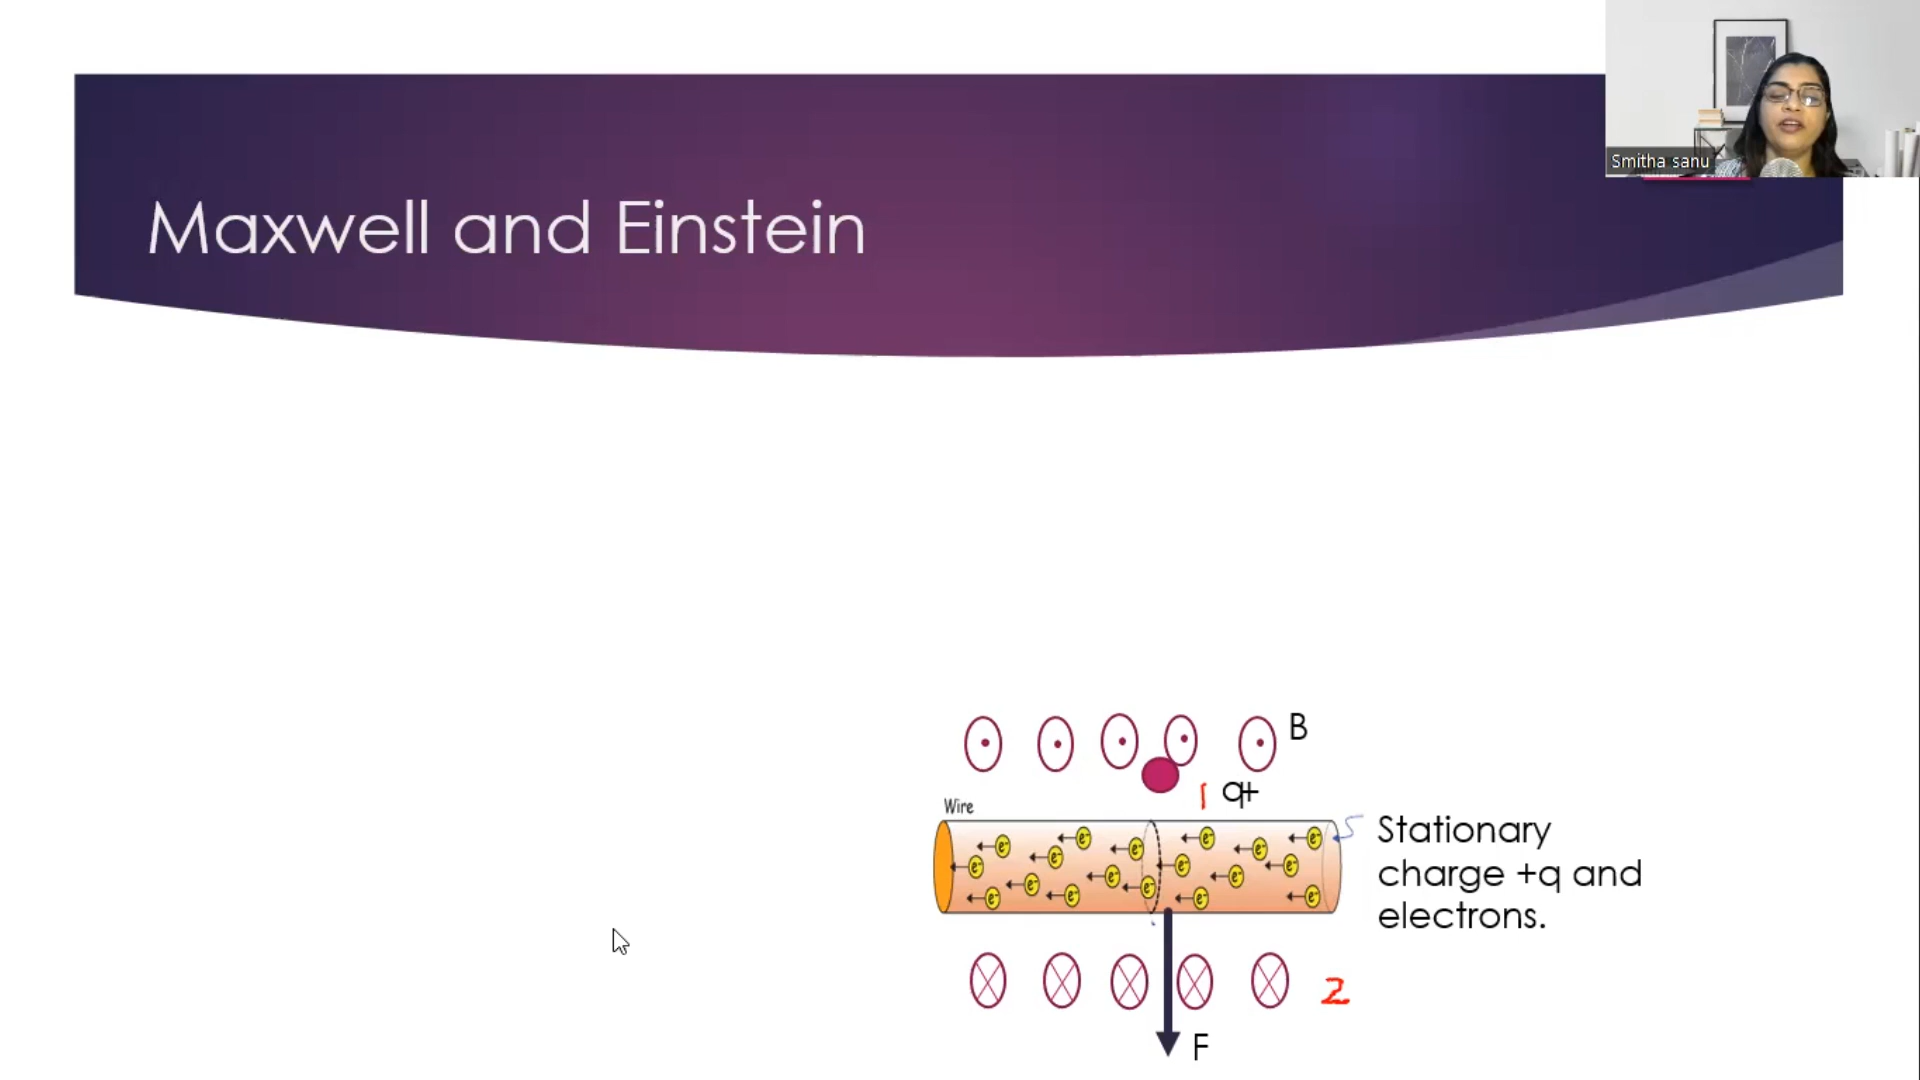 Smitha sanu
Maxwell and Einstein
B
1 q+
Wire
e- e- e- e- e- e- e- e- e- e- e- e- e- e- e- e- e- e- e- e-
Stationary
charge +q and
electrons.
2
F